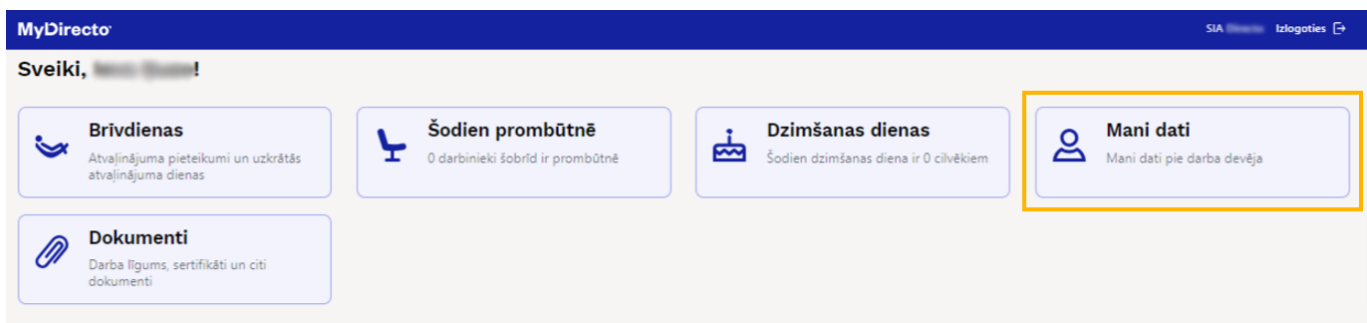 MyDirecto
SIA Izlogoties
Sveiki, !
Brīvdienas
Atvaļinājuma pieteikumi un uzkrātās
atvaļinājuma dienas
Šodien prombūtnē
0 darbinieki šobrīd ir prombūtnē
Dzimšanas dienas
Šodien dzimšanas diena ir 0 cilvēkiem
Mani dati
Mani dati pie darba devēja
Dokumenti
Darba līgums, sertifikāti un citi
dokumenti